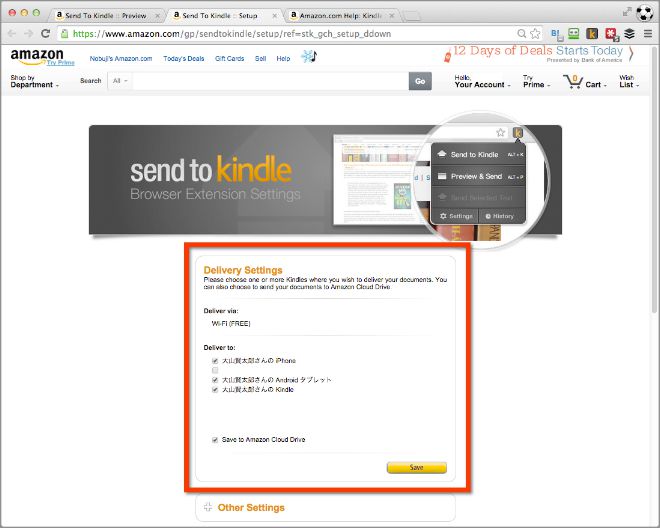 Send To Kindle :: Preview
Send To Kindle :: Setup
Amazon.com Help: Kindle
https://www.amazon.com/gp/sendtokindle/setup/ref=stk_gch_setup_ddown
amazon
Try Prime
Nobuji's Amazon.com
Today's Deals
Gift Cards
Sell
Help
12 Days of Deals Starts Today
Presented by Bank of America
Shop by
Department
Search
All
Go
Hello,
Your Account
Try
Prime
0
Cart
Wish
List
send to kindle
Browser Extension Settings
k
Send to Kindle
ALT + K
Preview & Send
ALT + P
Send Selected Text
Settings
History
Delivery Settings
Please choose one or more Kindles where you wish to deliver your documents. You
can also choose to send your documents to Amazon Cloud Drive
Deliver via:
Wi-Fi (FREE)
Deliver to:
大山賢太郎さんの iPhone
大山賢太郎さんの Android タブレット
大山賢太郎さんの Kindle
Save to Amazon Cloud Drive
Save
Other Settings